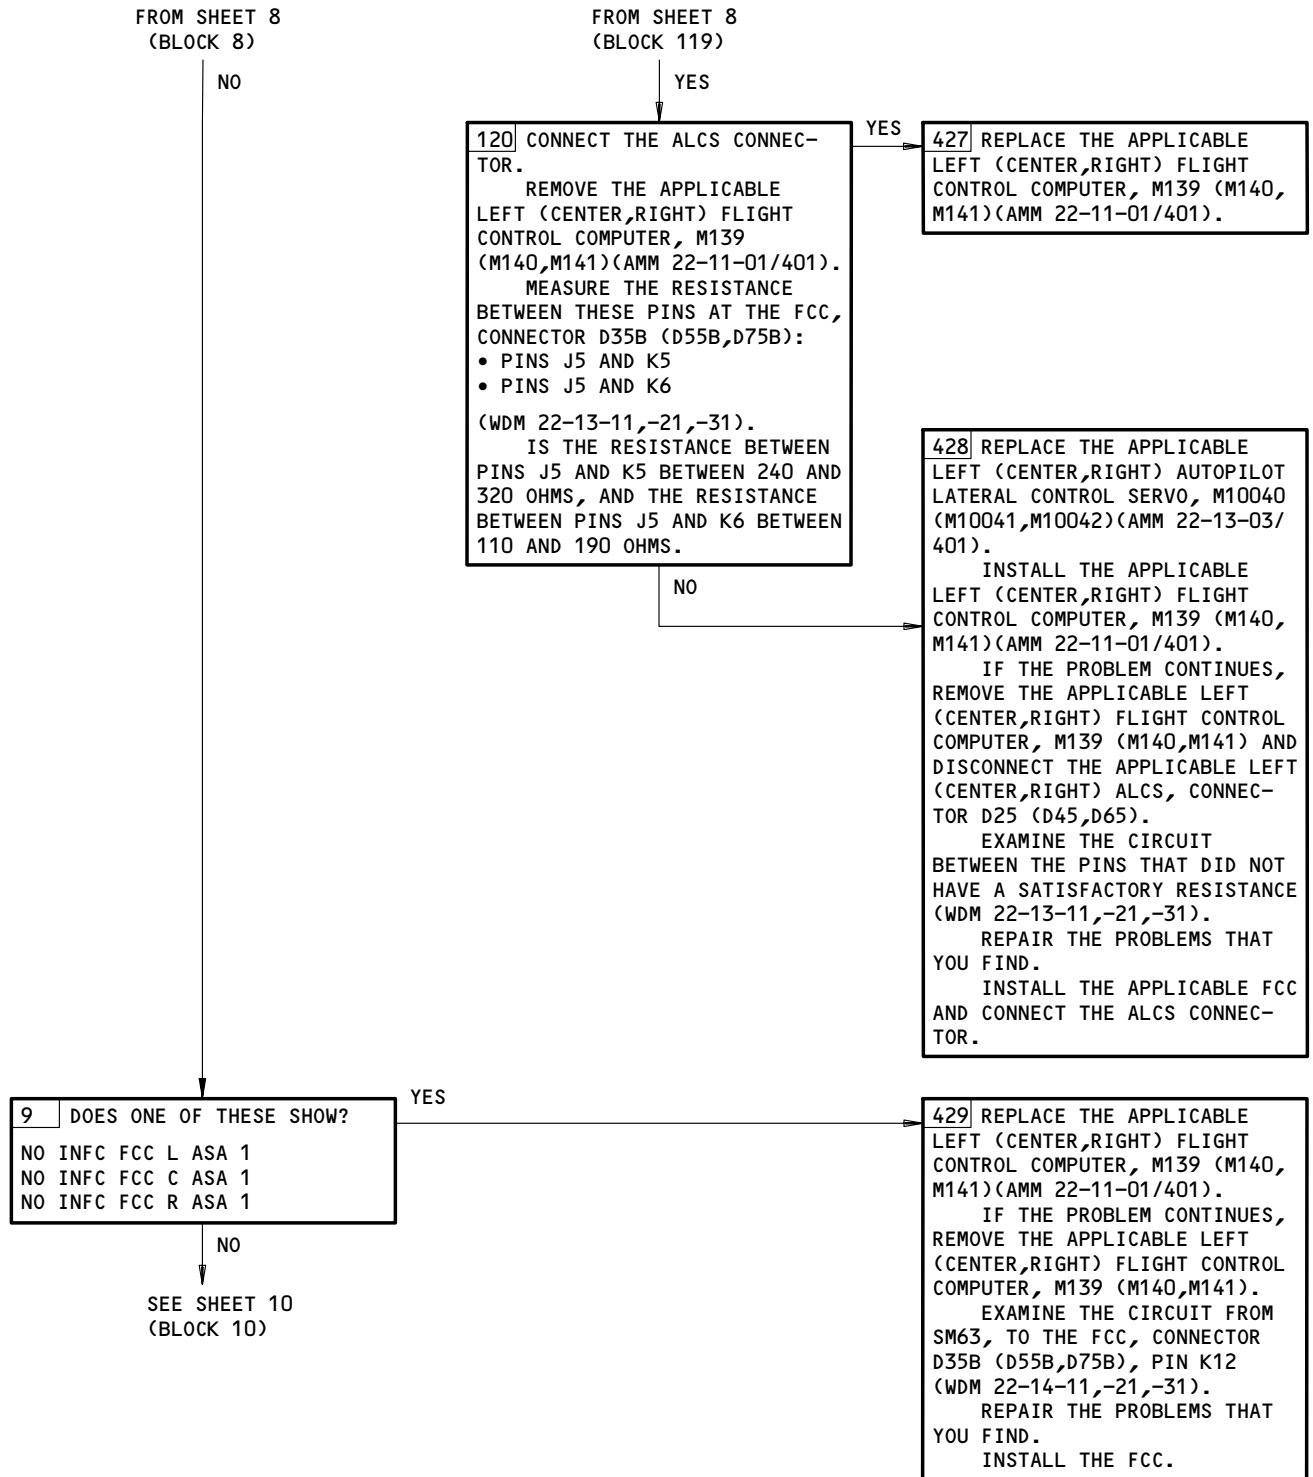 FROM SHEET 8
(BLOCK 8)
NO
FROM SHEET 8
(BLOCK 119)
YES
120 CONNECT THE ALCS CONNEC-
TOR.
REMOVE THE APPLICABLE
LEFT (CENTER,RIGHT) FLIGHT
CONTROL COMPUTER, M139
(M140,M141)(AMM 22-11-01/401).
MEASURE THE RESISTANCE
BETWEEN THESE PINS AT THE FCC,
CONNECTOR D35B (D55B,D75B):
• PINS J5 AND K5
• PINS J5 AND K6
(WDM 22-13-11,-21,-31).
IS THE RESISTANCE BETWEEN
PINS J5 AND K5 BETWEEN 240 AND
320 OHMS, AND THE RESISTANCE
BETWEEN PINS J5 AND K6 BETWEEN
110 AND 190 OHMS.
YES
427 REPLACE THE APPLICABLE
LEFT (CENTER,RIGHT) FLIGHT
CONTROL COMPUTER, M139 (M140,
M141)(AMM 22-11-01/401).
NO
428 REPLACE THE APPLICABLE
LEFT (CENTER,RIGHT) AUTOPILOT
LATERAL CONTROL SERVO, M10040
(M10041,M10042)(AMM 22-13-03/
401).
INSTALL THE APPLICABLE
LEFT (CENTER,RIGHT) FLIGHT
CONTROL COMPUTER, M139 (M140,
M141)(AMM 22-11-01/401).
IF THE PROBLEM CONTINUES,
REMOVE THE APPLICABLE LEFT
(CENTER,RIGHT) FLIGHT CONTROL
COMPUTER, M139 (M140,M141) AND
DISCONNECT THE APPLICABLE LEFT
(CENTER,RIGHT) ALCS, CONNEC-
TOR D25 (D45,D65).
EXAMINE THE CIRCUIT
BETWEEN THE PINS THAT DID NOT
HAVE A SATISFACTORY RESISTANCE
(WDM 22-13-11,-21,-31).
REPAIR THE PROBLEMS THAT
YOU FIND.
INSTALL THE APPLICABLE FCC
AND CONNECT THE ALCS CONNEC-
TOR.
9 DOES ONE OF THESE SHOW?
NO INFC FCC L ASA 1
NO INFC FCC C ASA 1
NO INFC FCC R ASA 1
YES
NO
SEE SHEET 10
(BLOCK 10)
429 REPLACE THE APPLICABLE
LEFT (CENTER,RIGHT) FLIGHT
CONTROL COMPUTER, M139 (M140,
M141)(AMM 22-11-01/401).
IF THE PROBLEM CONTINUES,
REMOVE THE APPLICABLE LEFT
(CENTER,RIGHT) FLIGHT CONTROL
COMPUTER, M139 (M140,M141).
EXAMINE THE CIRCUIT FROM
SM63, TO THE FCC, CONNECTOR
D35B (D55B,D75B), PIN K12
(WDM 22-14-11,-21,-31).
REPAIR THE PROBLEMS THAT
YOU FIND.
INSTALL THE FCC.